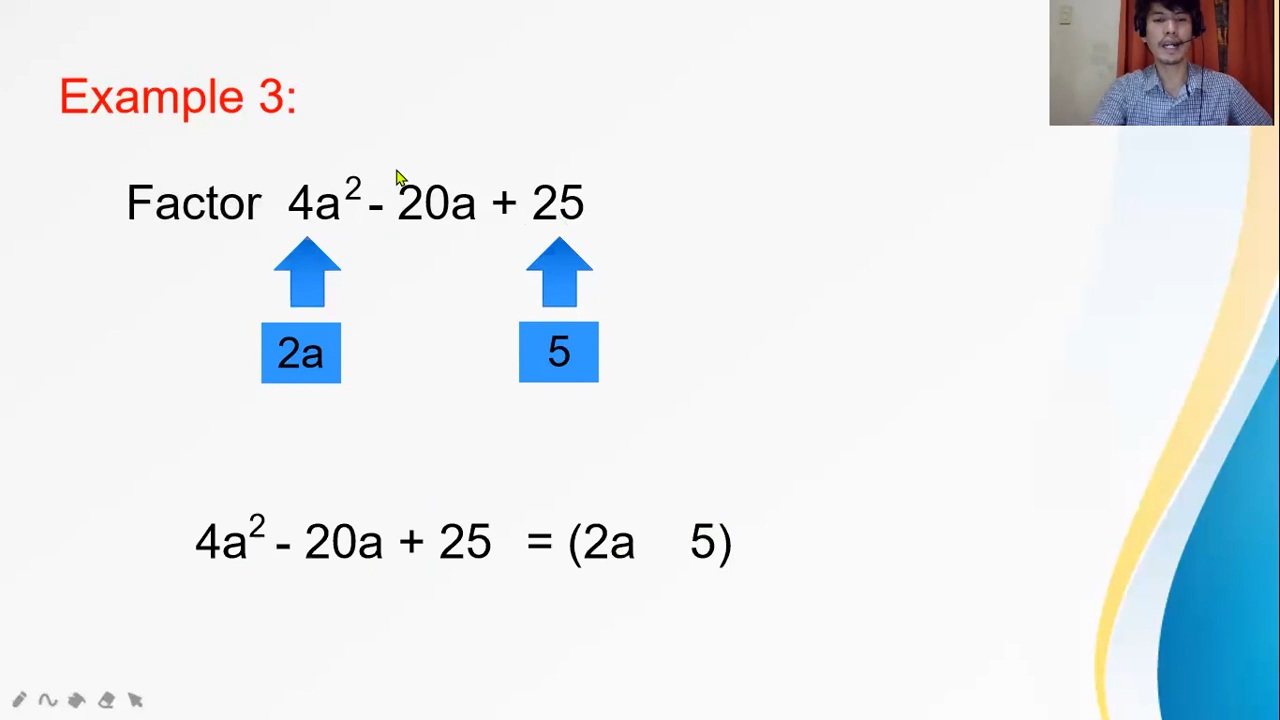 Example 3:
Factor 4a² - 20a + 25
2a
5
4a² - 20a + 25 = (2a 5)